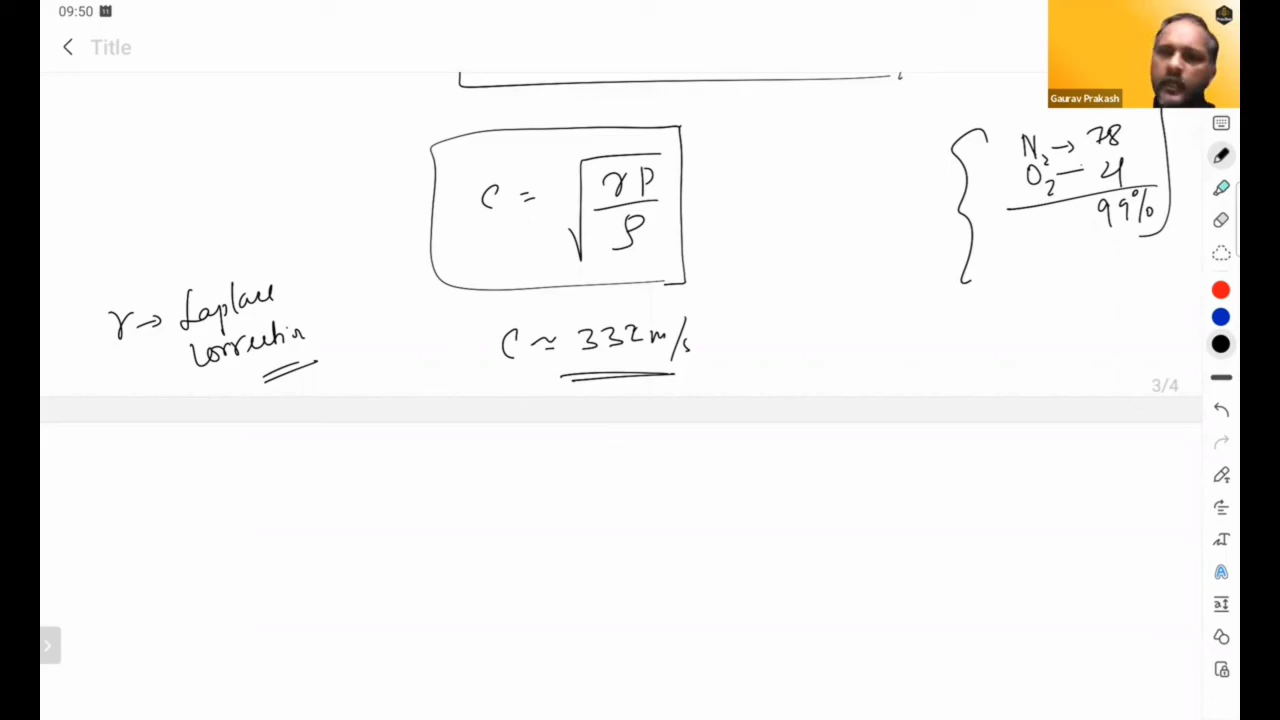 09:50
Title
Gaurav Prakash
N₂ → 78
O₂ — 21
99%
C = √(γP/ρ)
γ → Laplace
correction
C ≈ 332 m/s
3/4